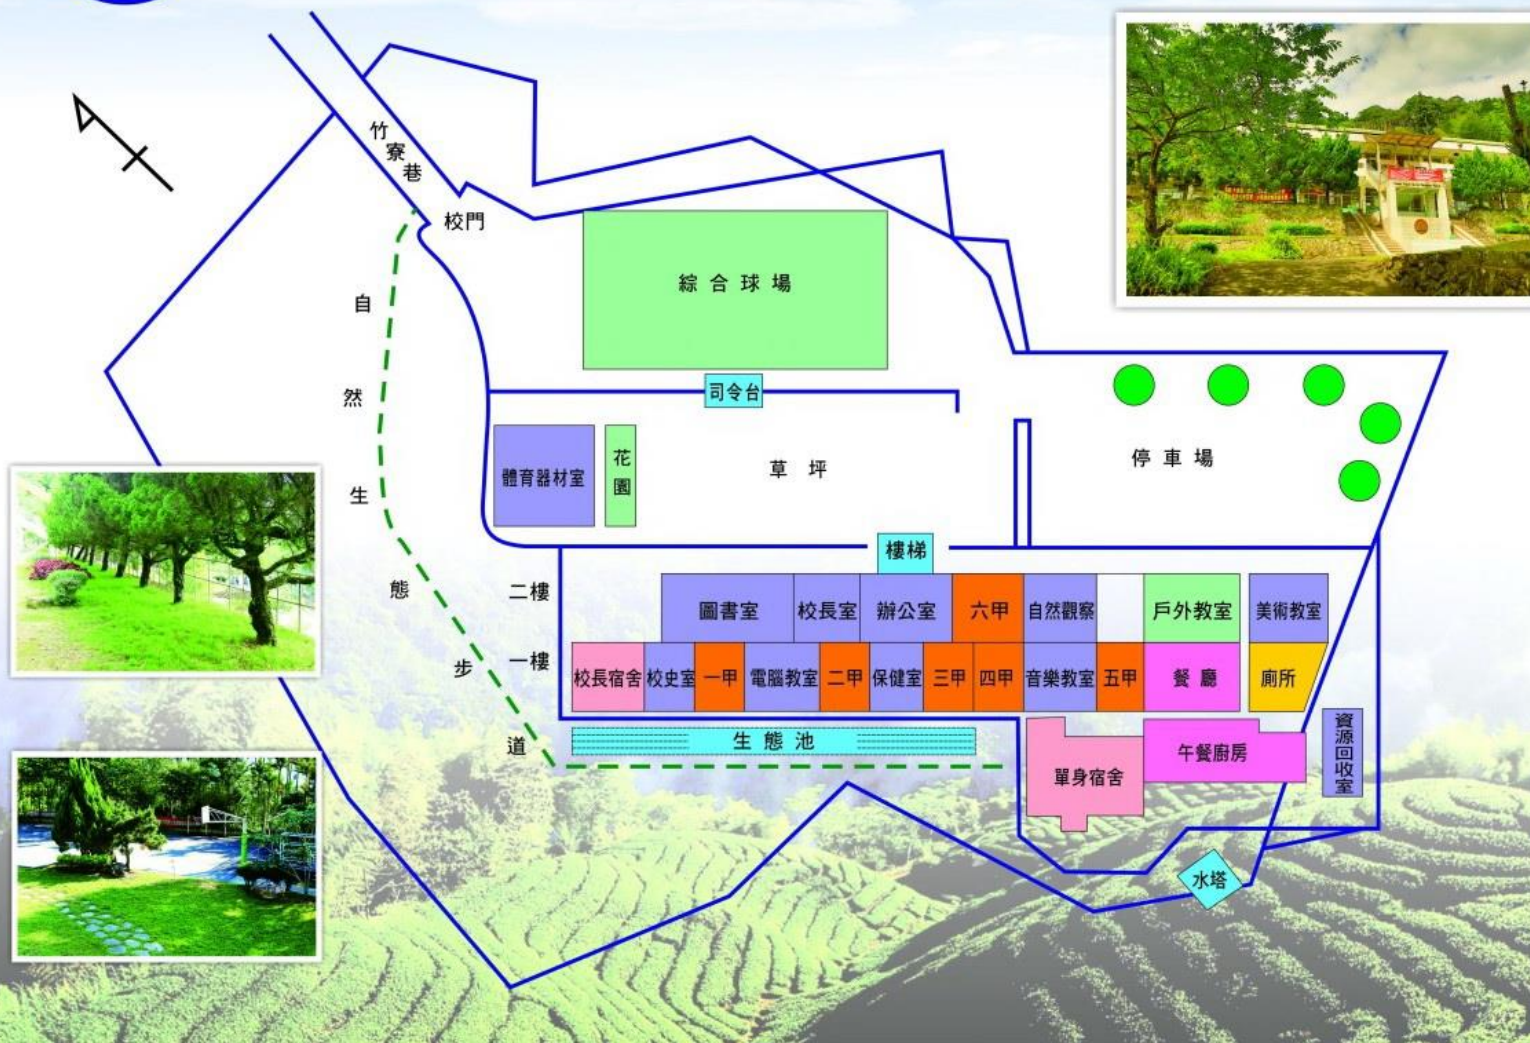 竹寮巷
校門
自然生態步道
綜合球場
司令台
體育器材室
花園
草坪
停車場
樓梯
二樓
圖書室
校長室
辦公室
六甲
自然觀察
戶外教室
美術教室
一樓
校長宿舍
校史室
一甲
電腦教室
二甲
保健室
三甲
四甲
音樂教室
五甲
餐廳
廁所
生態池
單身宿舍
午餐廚房
資源回收室
水塔